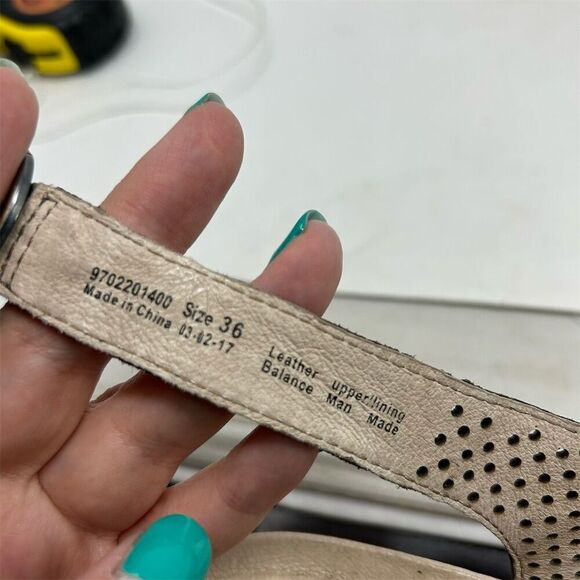 9702201400 Size 36
Made in China 03-02-17
Leather upper/lining
Balance Man Made